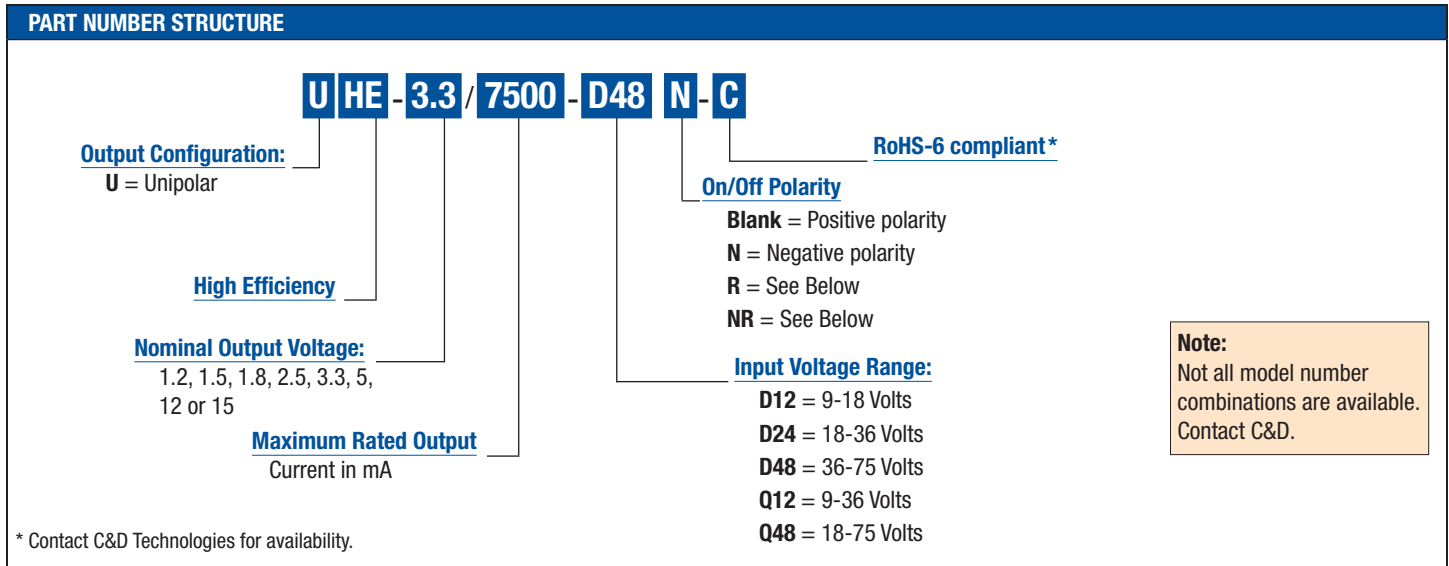 PART NUMBER STRUCTURE
U HE - 3.3 / 7500 - D48 N - C
Output Configuration:
U = Unipolar
High Efficiency
Nominal Output Voltage:
1.2, 1.5, 1.8, 2.5, 3.3, 5,
12 or 15
Maximum Rated Output
Current in mA
RoHS-6 compliant*
On/Off Polarity
Blank = Positive polarity
N = Negative polarity
R = See Below
NR = See Below
Input Voltage Range:
D12 = 9-18 Volts
D24 = 18-36 Volts
D48 = 36-75 Volts
Q12 = 9-36 Volts
Q48 = 18-75 Volts
Note:
Not all model number
combinations are available.
Contact C&D.
* Contact C&D Technologies for availability.